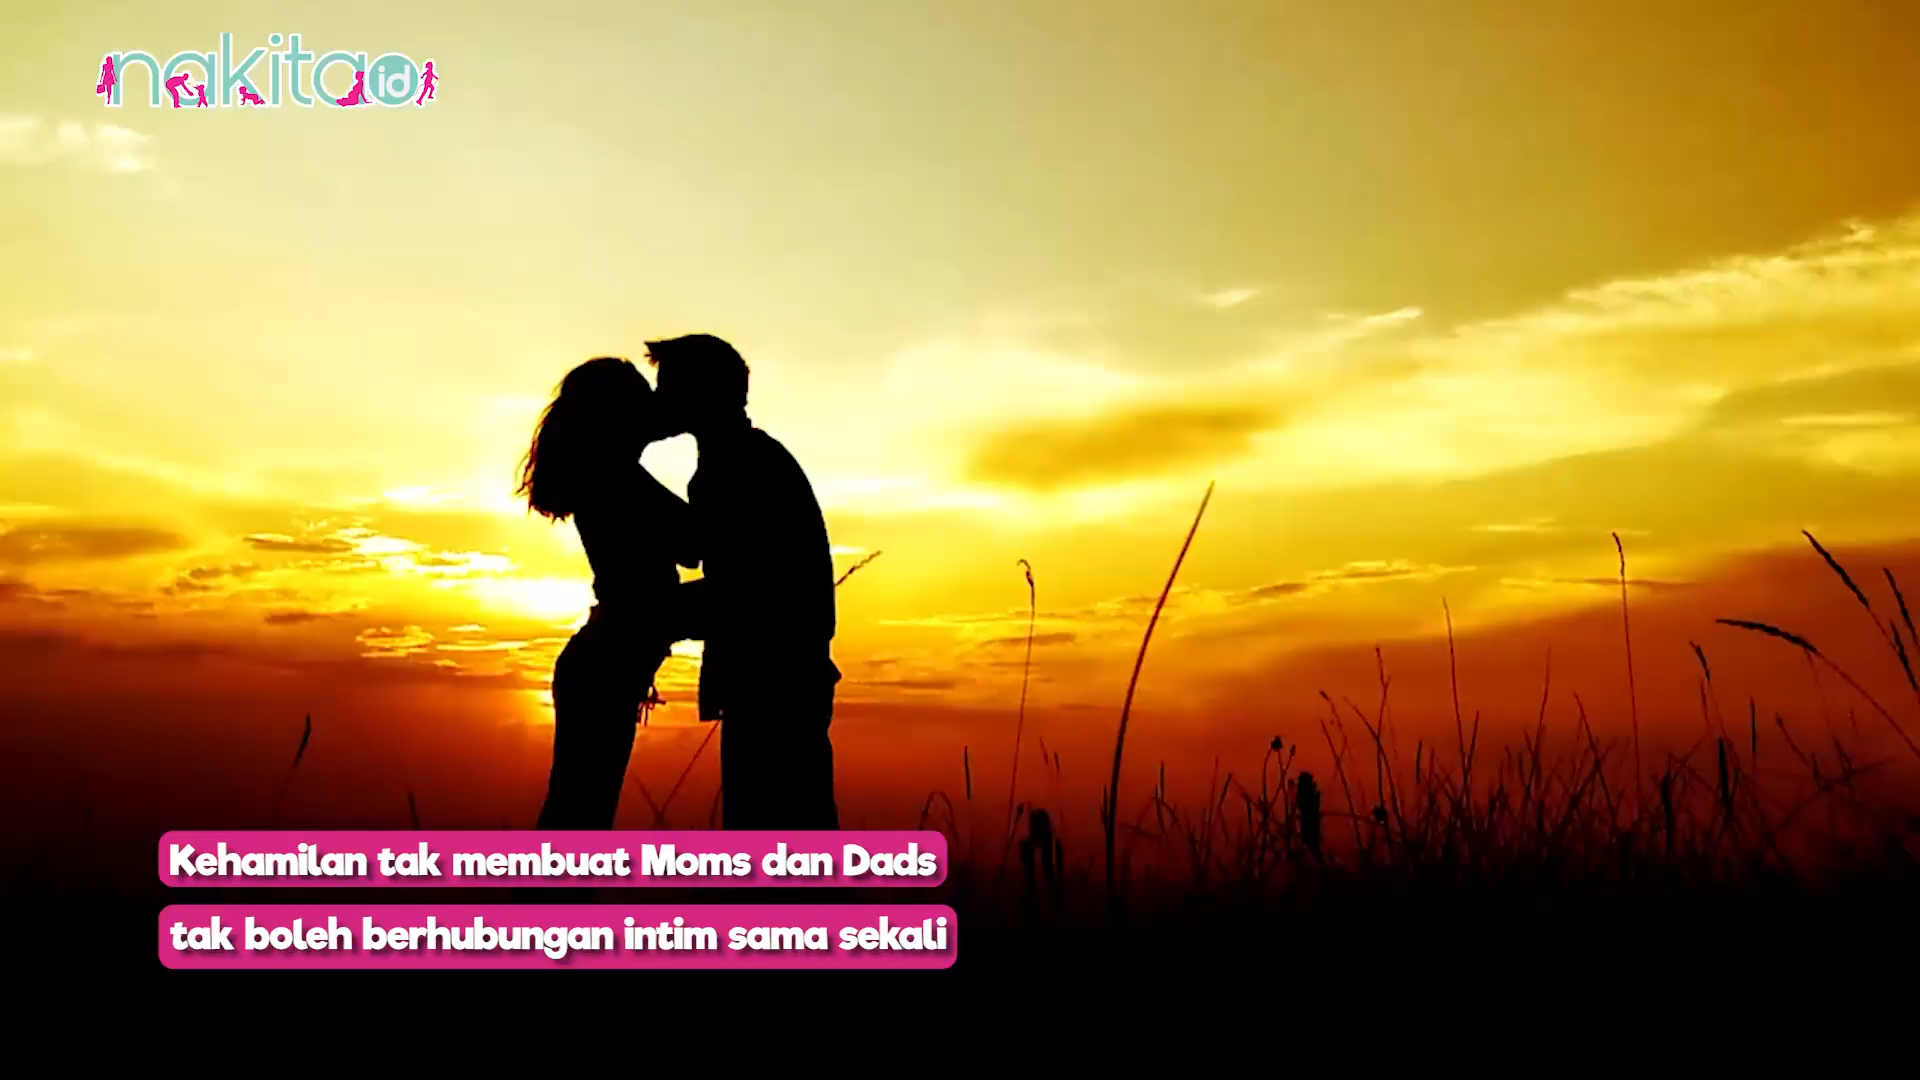 nakita id
Kehamilan tak membuat Moms dan Dads
tak boleh berhubungan intim sama sekali